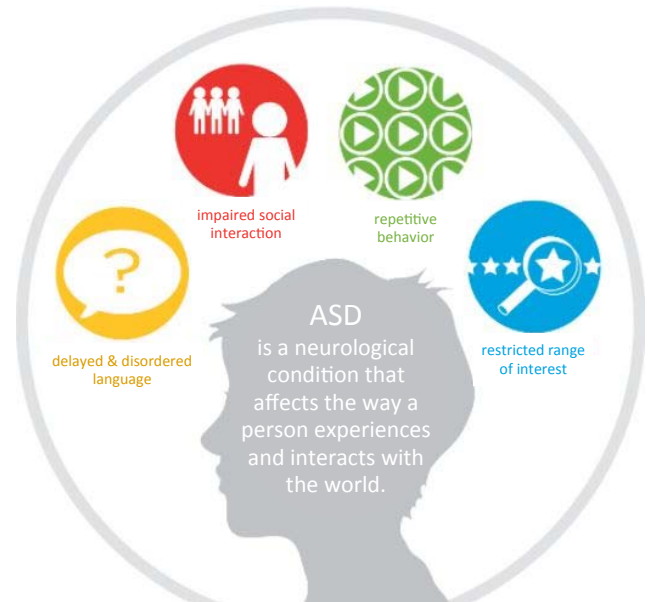 impaired social
interaction
repetitive
behavior
?
delayed & disordered
language
restricted range
of interest
ASD
is a neurological
condition that
affects the way a
person experiences
and interacts with
the world.